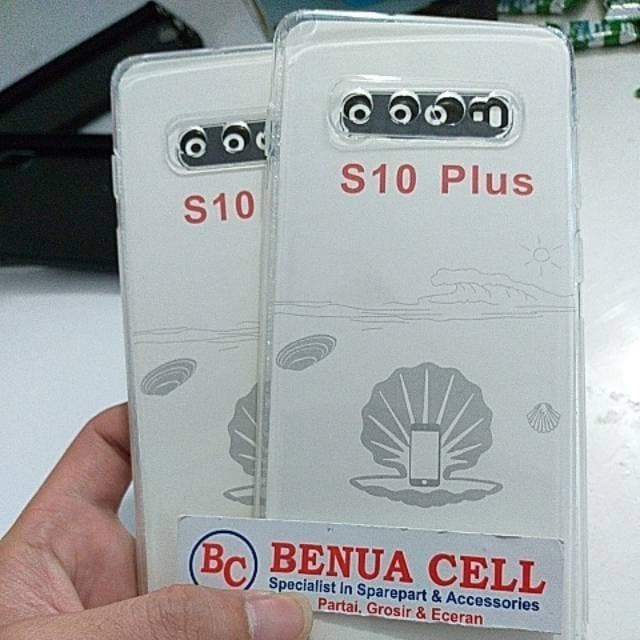 S10
S10 Plus
BC
BENUA CELL
Specialist In Sparepart & Accessories
Partai, Grosir & Eceran